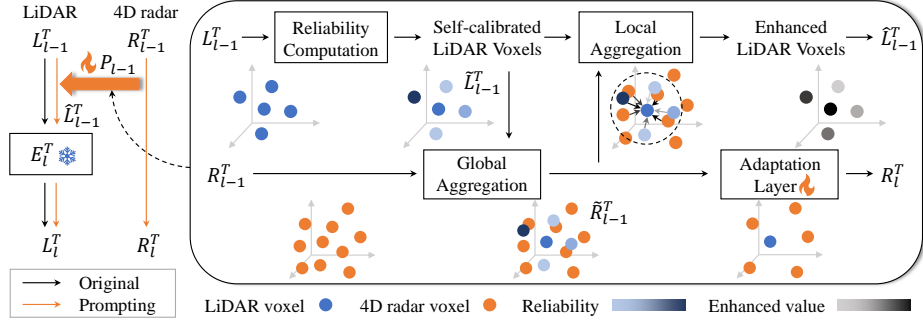 LiDAR 4D radar
L_{l-1}^T R_{l-1}^T
P_{l-1}
L̂_{l-1}^T
E_l^T
L_l^T R_l^T
Original
Prompting
L_{l-1}^T Reliability Computation Self-calibrated LiDAR Voxels Local Aggregation Enhanced LiDAR Voxels L̂_{l-1}^T
L̃_{l-1}^T
R_{l-1}^T Global Aggregation Adaptation Layer R_l^T
R̃_{l-1}^T
LiDAR voxel 4D radar voxel Reliability Enhanced value